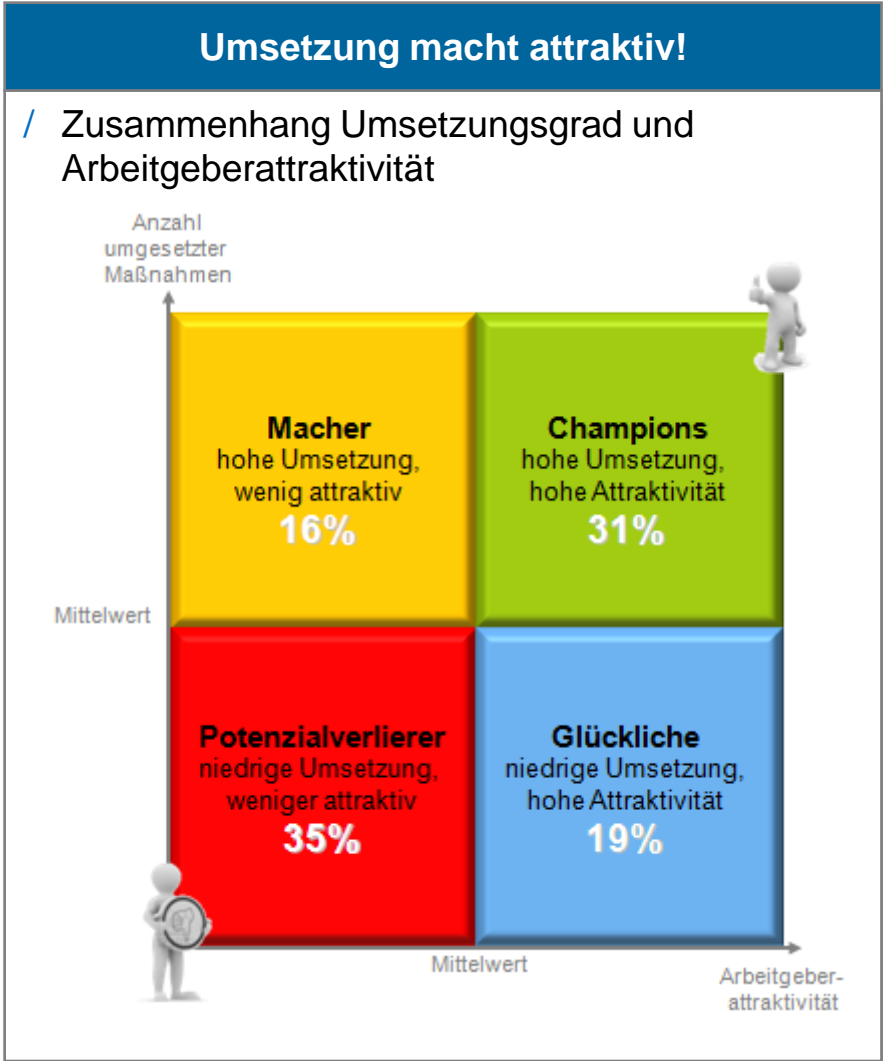 Umsetzung macht attraktiv!
/ Zusammenhang Umsetzungsgrad und
Arbeitgeberattraktivität
Anzahl
umgesetzter
Maßnahmen
Macher
hohe Umsetzung,
wenig attraktiv
16%
Champions
hohe Umsetzung,
hohe Attraktivität
31%
Mittelwert
Potenzialverlierer
niedrige Umsetzung,
weniger attraktiv
35%
Glückliche
niedrige Umsetzung,
hohe Attraktivität
19%
Mittelwert
Arbeitgeber-
attraktivität